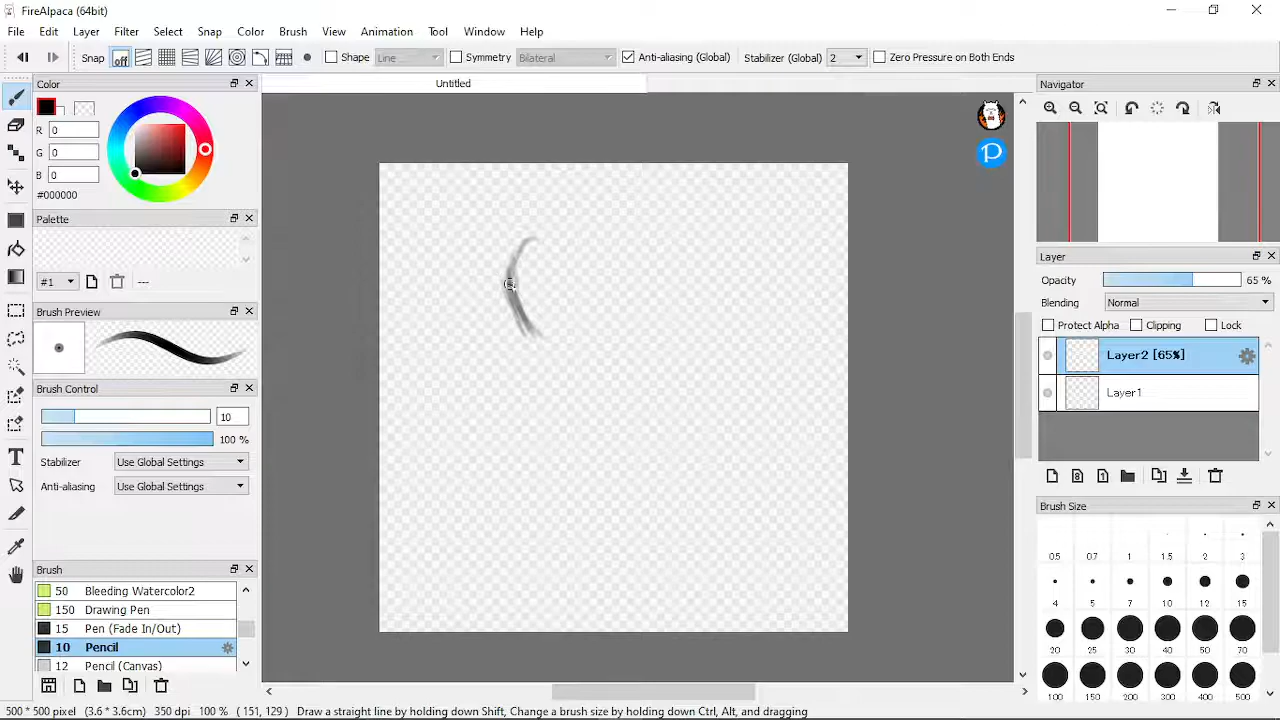 FireAlpaca (64bit)
File Edit Layer Filter Select Snap Color Brush View Animation Tool Window Help
Snap off Shape Line Symmetry Bilateral Anti-aliasing (Global) Stabilizer (Global) 2 Zero Pressure on Both Ends
Color
R 0
G 0
B 0
#000000
Palette
#1 ---
Brush Preview
Brush Control
10
100 %
Stabilizer Use Global Settings
Anti-aliasing Use Global Settings
Brush
50 Bleeding Watercolor2
150 Drawing Pen
15 Pen (Fade In/Out)
10 Pencil
12 Pencil (Canvas)
Untitled
P
Navigator
Layer
Opacity 65 %
Blending Normal
Protect Alpha Clipping Lock
Layer2 [65%]
Layer1
8 1
Brush Size
0.5 0.7 1 1.5 2 3
4 5 7 10 12 15
20 25 30 40 50 70
100 150 200 300 400 500
500 * 500 pixel (3.6 * 3.6cm) 350 dpi 100 % ( 151, 129 ) Draw a straight line by holding down Shift, Change a brush size by holding down Ctrl, Alt, and dragging